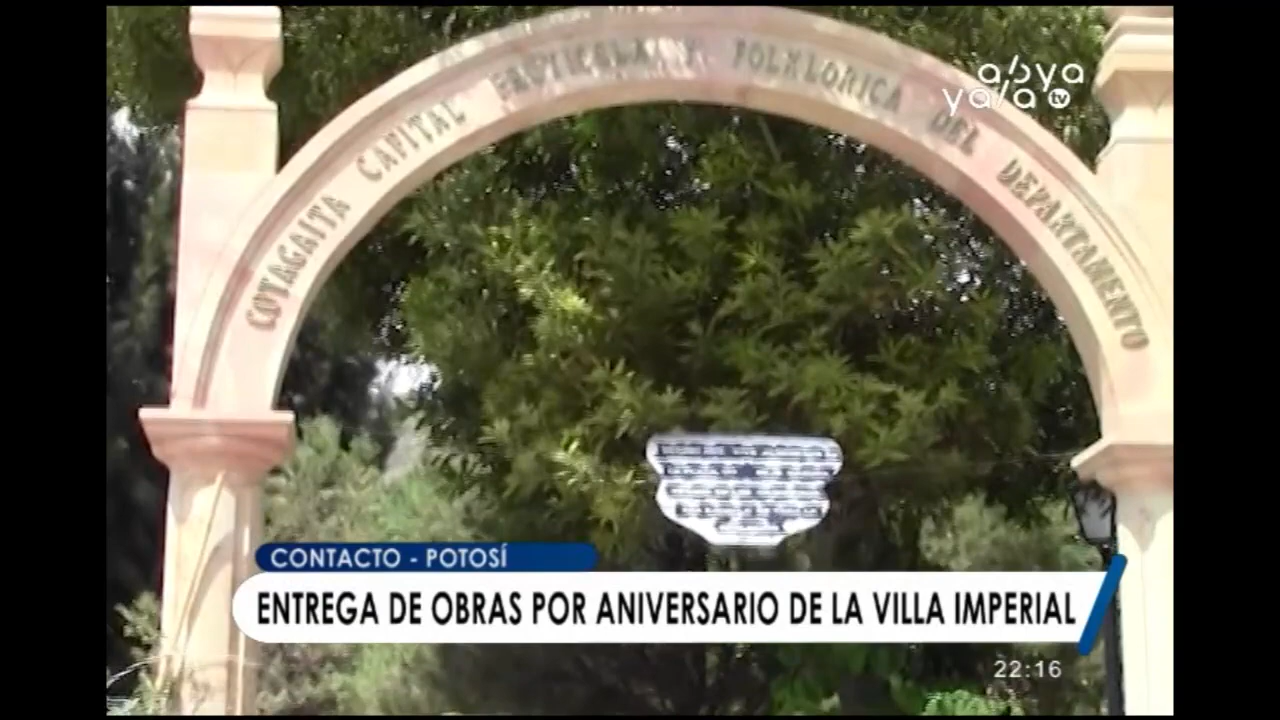 COTAGAITA CAPITAL FRUTICOLA Y FOLKLORICA DEL DEPARTAMENTO
abya
yala tv
CONTACTO - POTOSÍ
ENTREGA DE OBRAS POR ANIVERSARIO DE LA VILLA IMPERIAL
22:16